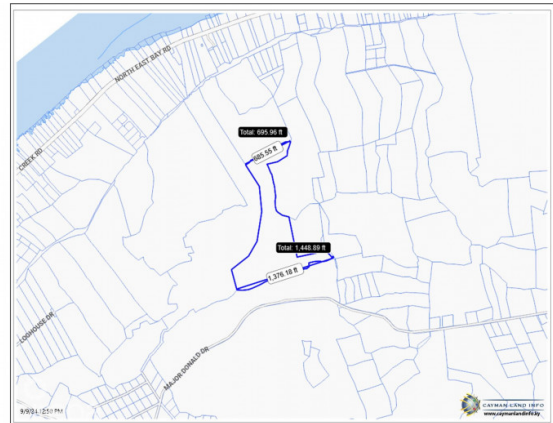 NORTH EAST BAY RD
CREEK RD
Total: 695.96 ft
685.55 ft
Total: 1,448.89 ft
1,376.18 ft
LOGHOUSE DR
MAJOR DONALD DR
CAYMAN LAND INFO
www.caymanlandinfo.ky